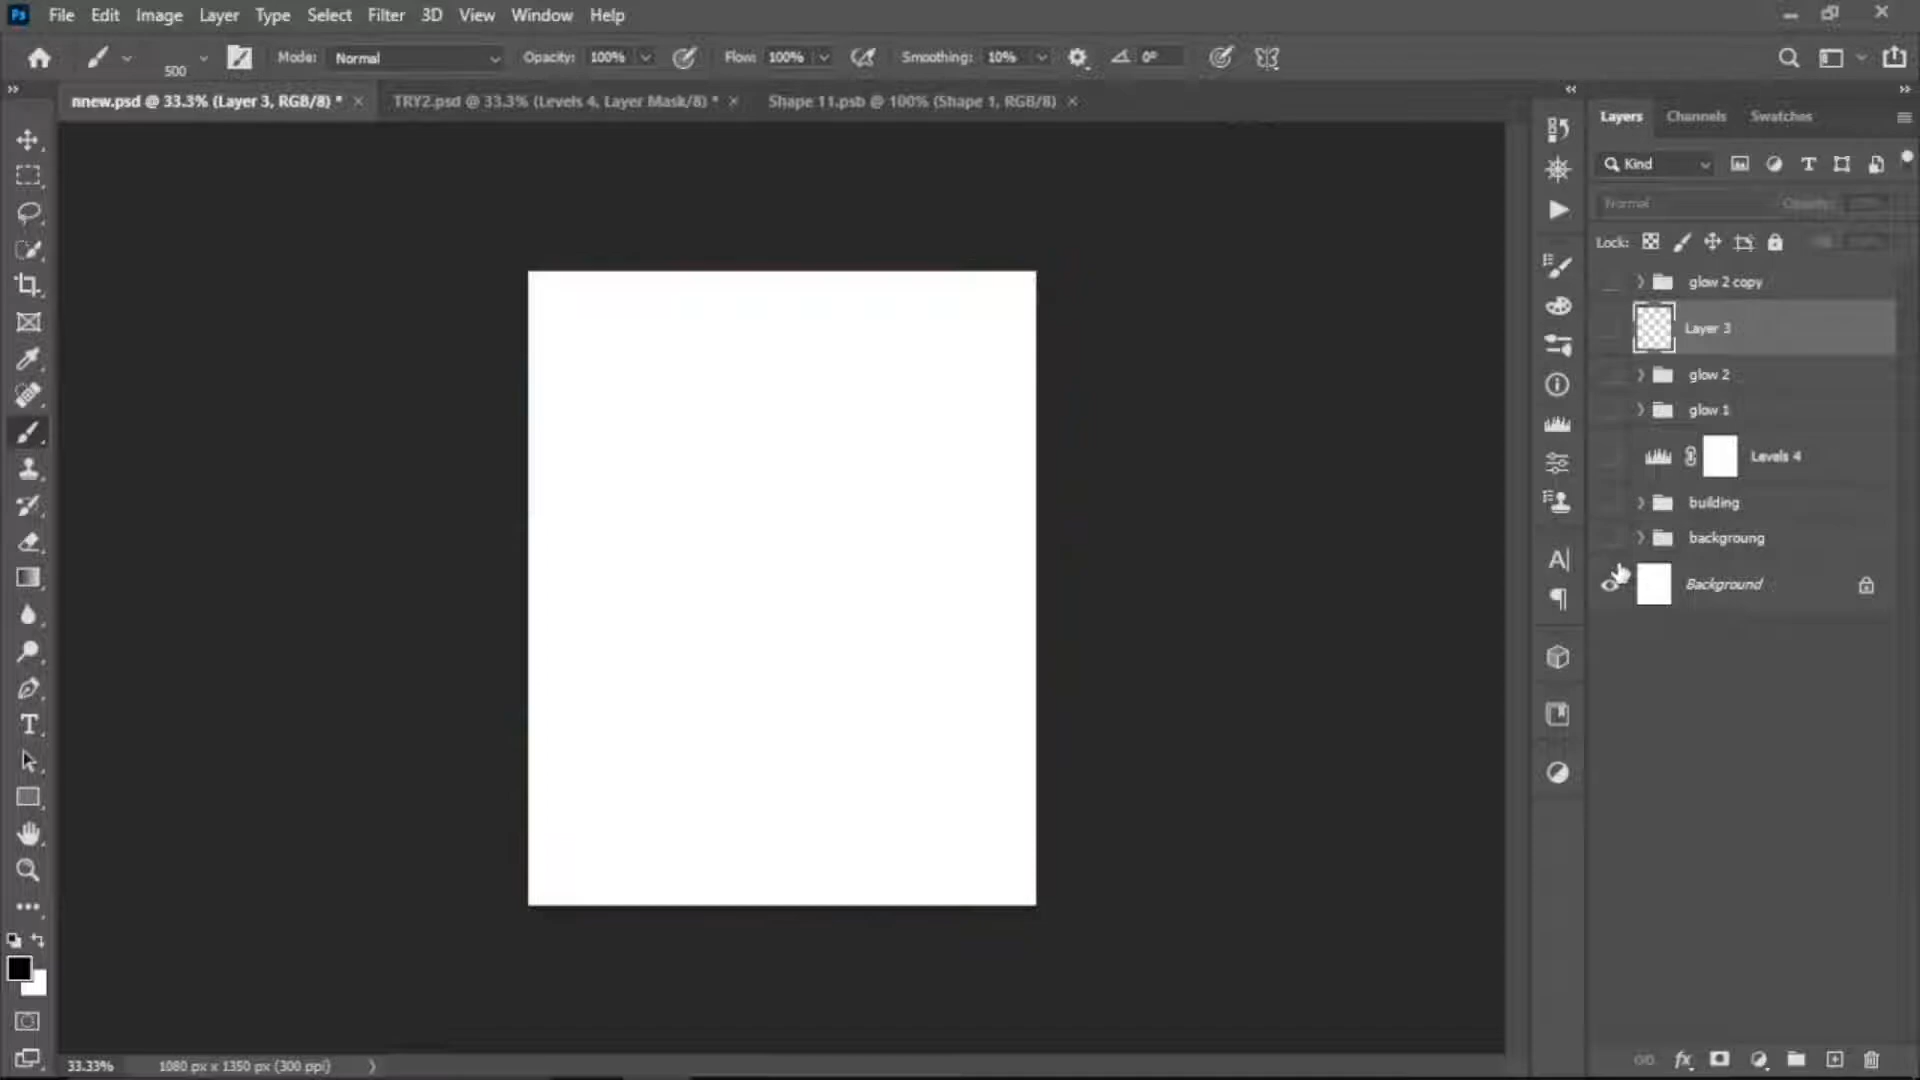 Ps File Edit Image Layer Type Select Filter 3D View Window Help
500 Mode: Normal Opacity: 100% Flow: 100% Smoothing: 10% 0°
nnew.psd @ 33.3% (Layer 3, RGB/8) * × TRY2.psd @ 33.3% (Levels 4, Layer Mask/8) * × Shape 11.psb @ 100% (Shape 1, RGB/8) ×
Layers Channels Swatches
Kind
Normal Opacity:
Lock:
glow 2 copy
Layer 3
glow 2
glow 1
Levels 4
building
backgroung
Background
33.33% 1080 px x 1350 px (300 ppi)